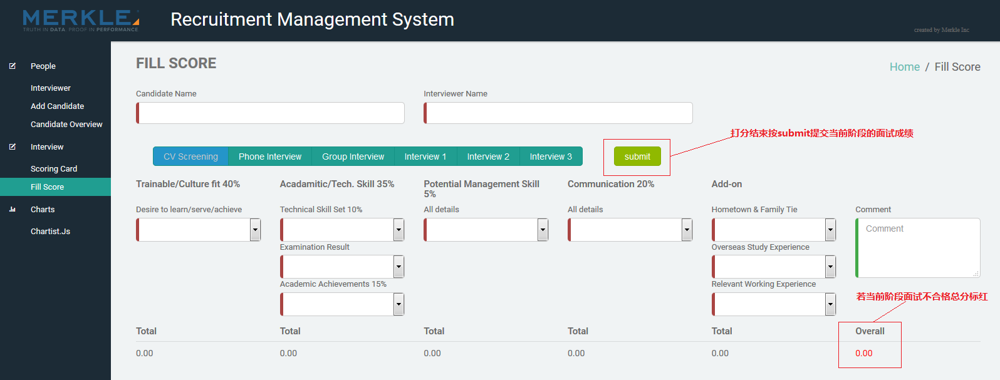 MERKLE
TRUTH IN DATA. PROOF IN PERFORMANCE.
Recruitment Management System
created by Merkle Inc
People
Interviewer
Add Candidate
Candidate Overview
Interview
Scoring Card
Fill Score
Charts
Chartist.Js
FILL SCORE
Home / Fill Score
Candidate Name
Interviewer Name
打分结束按submit提交当前阶段的面试成绩
CV Screening
Phone Interview
Group Interview
Interview 1
Interview 2
Interview 3
submit
Trainable/Culture fit 40%
Acadamitic/Tech. Skill 35%
Potential Management Skill
5%
Communication 20%
Add-on
Desire to learn/serve/achieve
Technical Skill Set 10%
All details
All details
Hometown & Family Tie
Comment
Comment
Examination Result
Overseas Study Experience
Academic Achievements 15%
Relevant Working Experience
若当前阶段面试不合格总分标红
Total
Total
Total
Total
Total
Overall
0.00
0.00
0.00
0.00
0.00
0.00